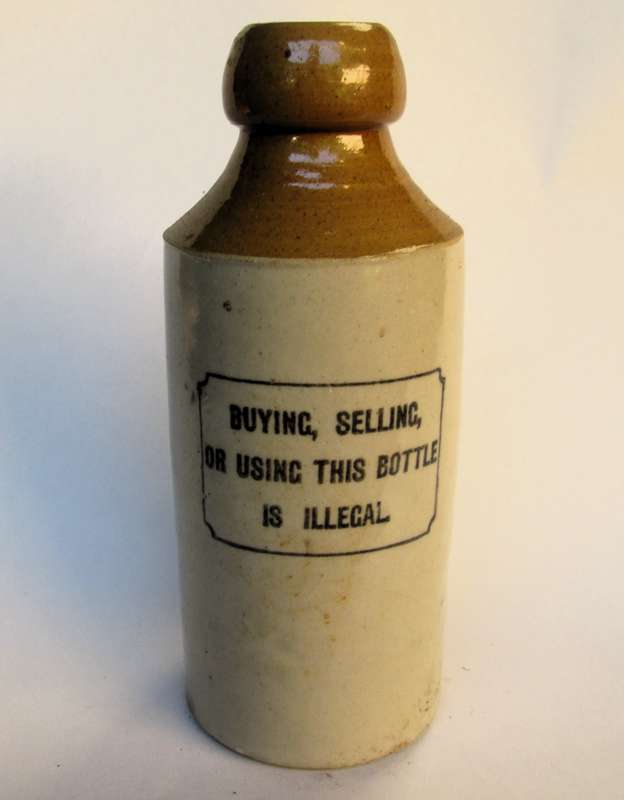 BUYING, SELLING,
OR USING THIS BOTTLE
IS ILLEGAL.